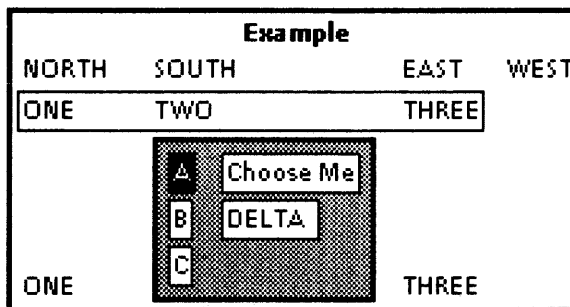 Example
NORTH SOUTH EAST WEST
ONE TWO THREE
A Choose Me
B DELTA
C
ONE THREE